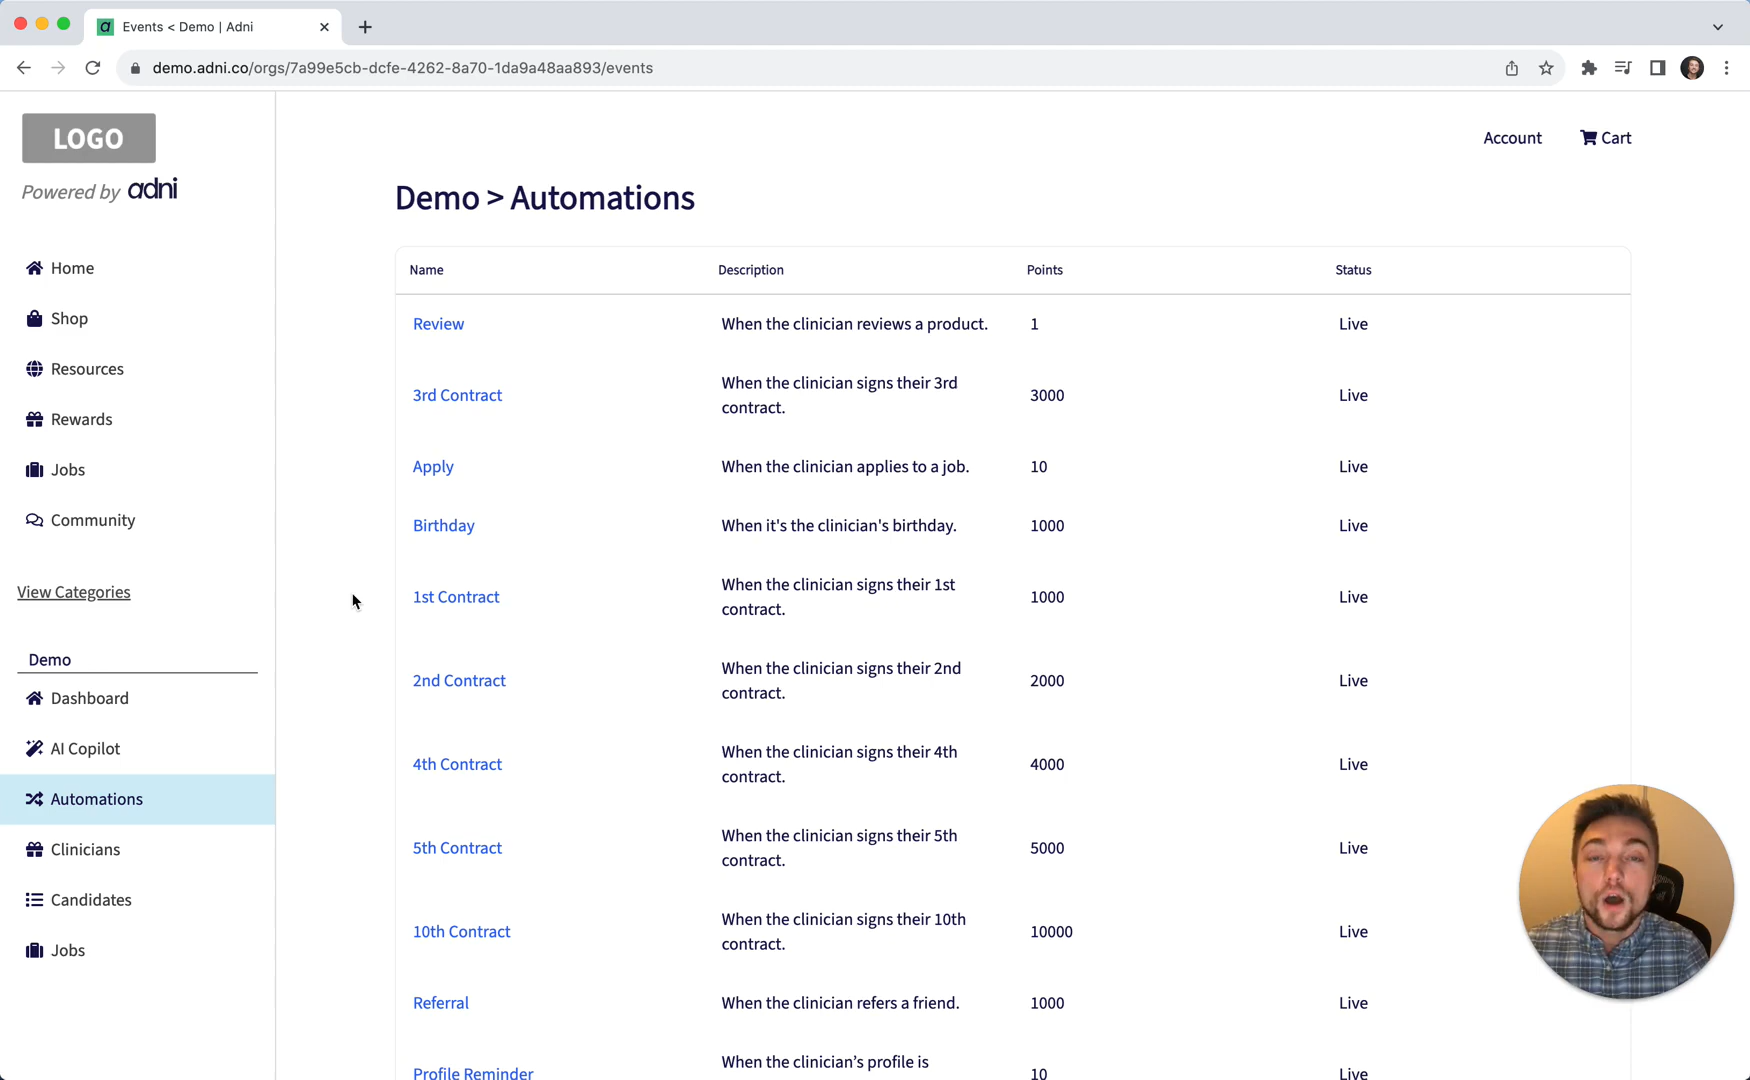 Events < Demo | Adni
demo.adni.co/orgs/7a99e5cb-dcfe-4262-8a70-1da9a48aa893/events
LOGO
Powered by adni
Home
Shop
Resources
Rewards
Jobs
Community
View Categories
Demo
Dashboard
AI Copilot
Automations
Clinicians
Candidates
Jobs
Account
Cart
Demo > Automations
Name Description Points Status
Review When the clinician reviews a product. 1 Live
3rd Contract When the clinician signs their 3rd
contract. 3000 Live
Apply When the clinician applies to a job. 10 Live
Birthday When it's the clinician's birthday. 1000 Live
1st Contract When the clinician signs their 1st
contract. 1000 Live
2nd Contract When the clinician signs their 2nd
contract. 2000 Live
4th Contract When the clinician signs their 4th
contract. 4000 Live
5th Contract When the clinician signs their 5th
contract. 5000 Live
10th Contract When the clinician signs their 10th
contract. 10000 Live
Referral When the clinician refers a friend. 1000 Live
When the clinician’s profile is
Profile Reminder 10 Live